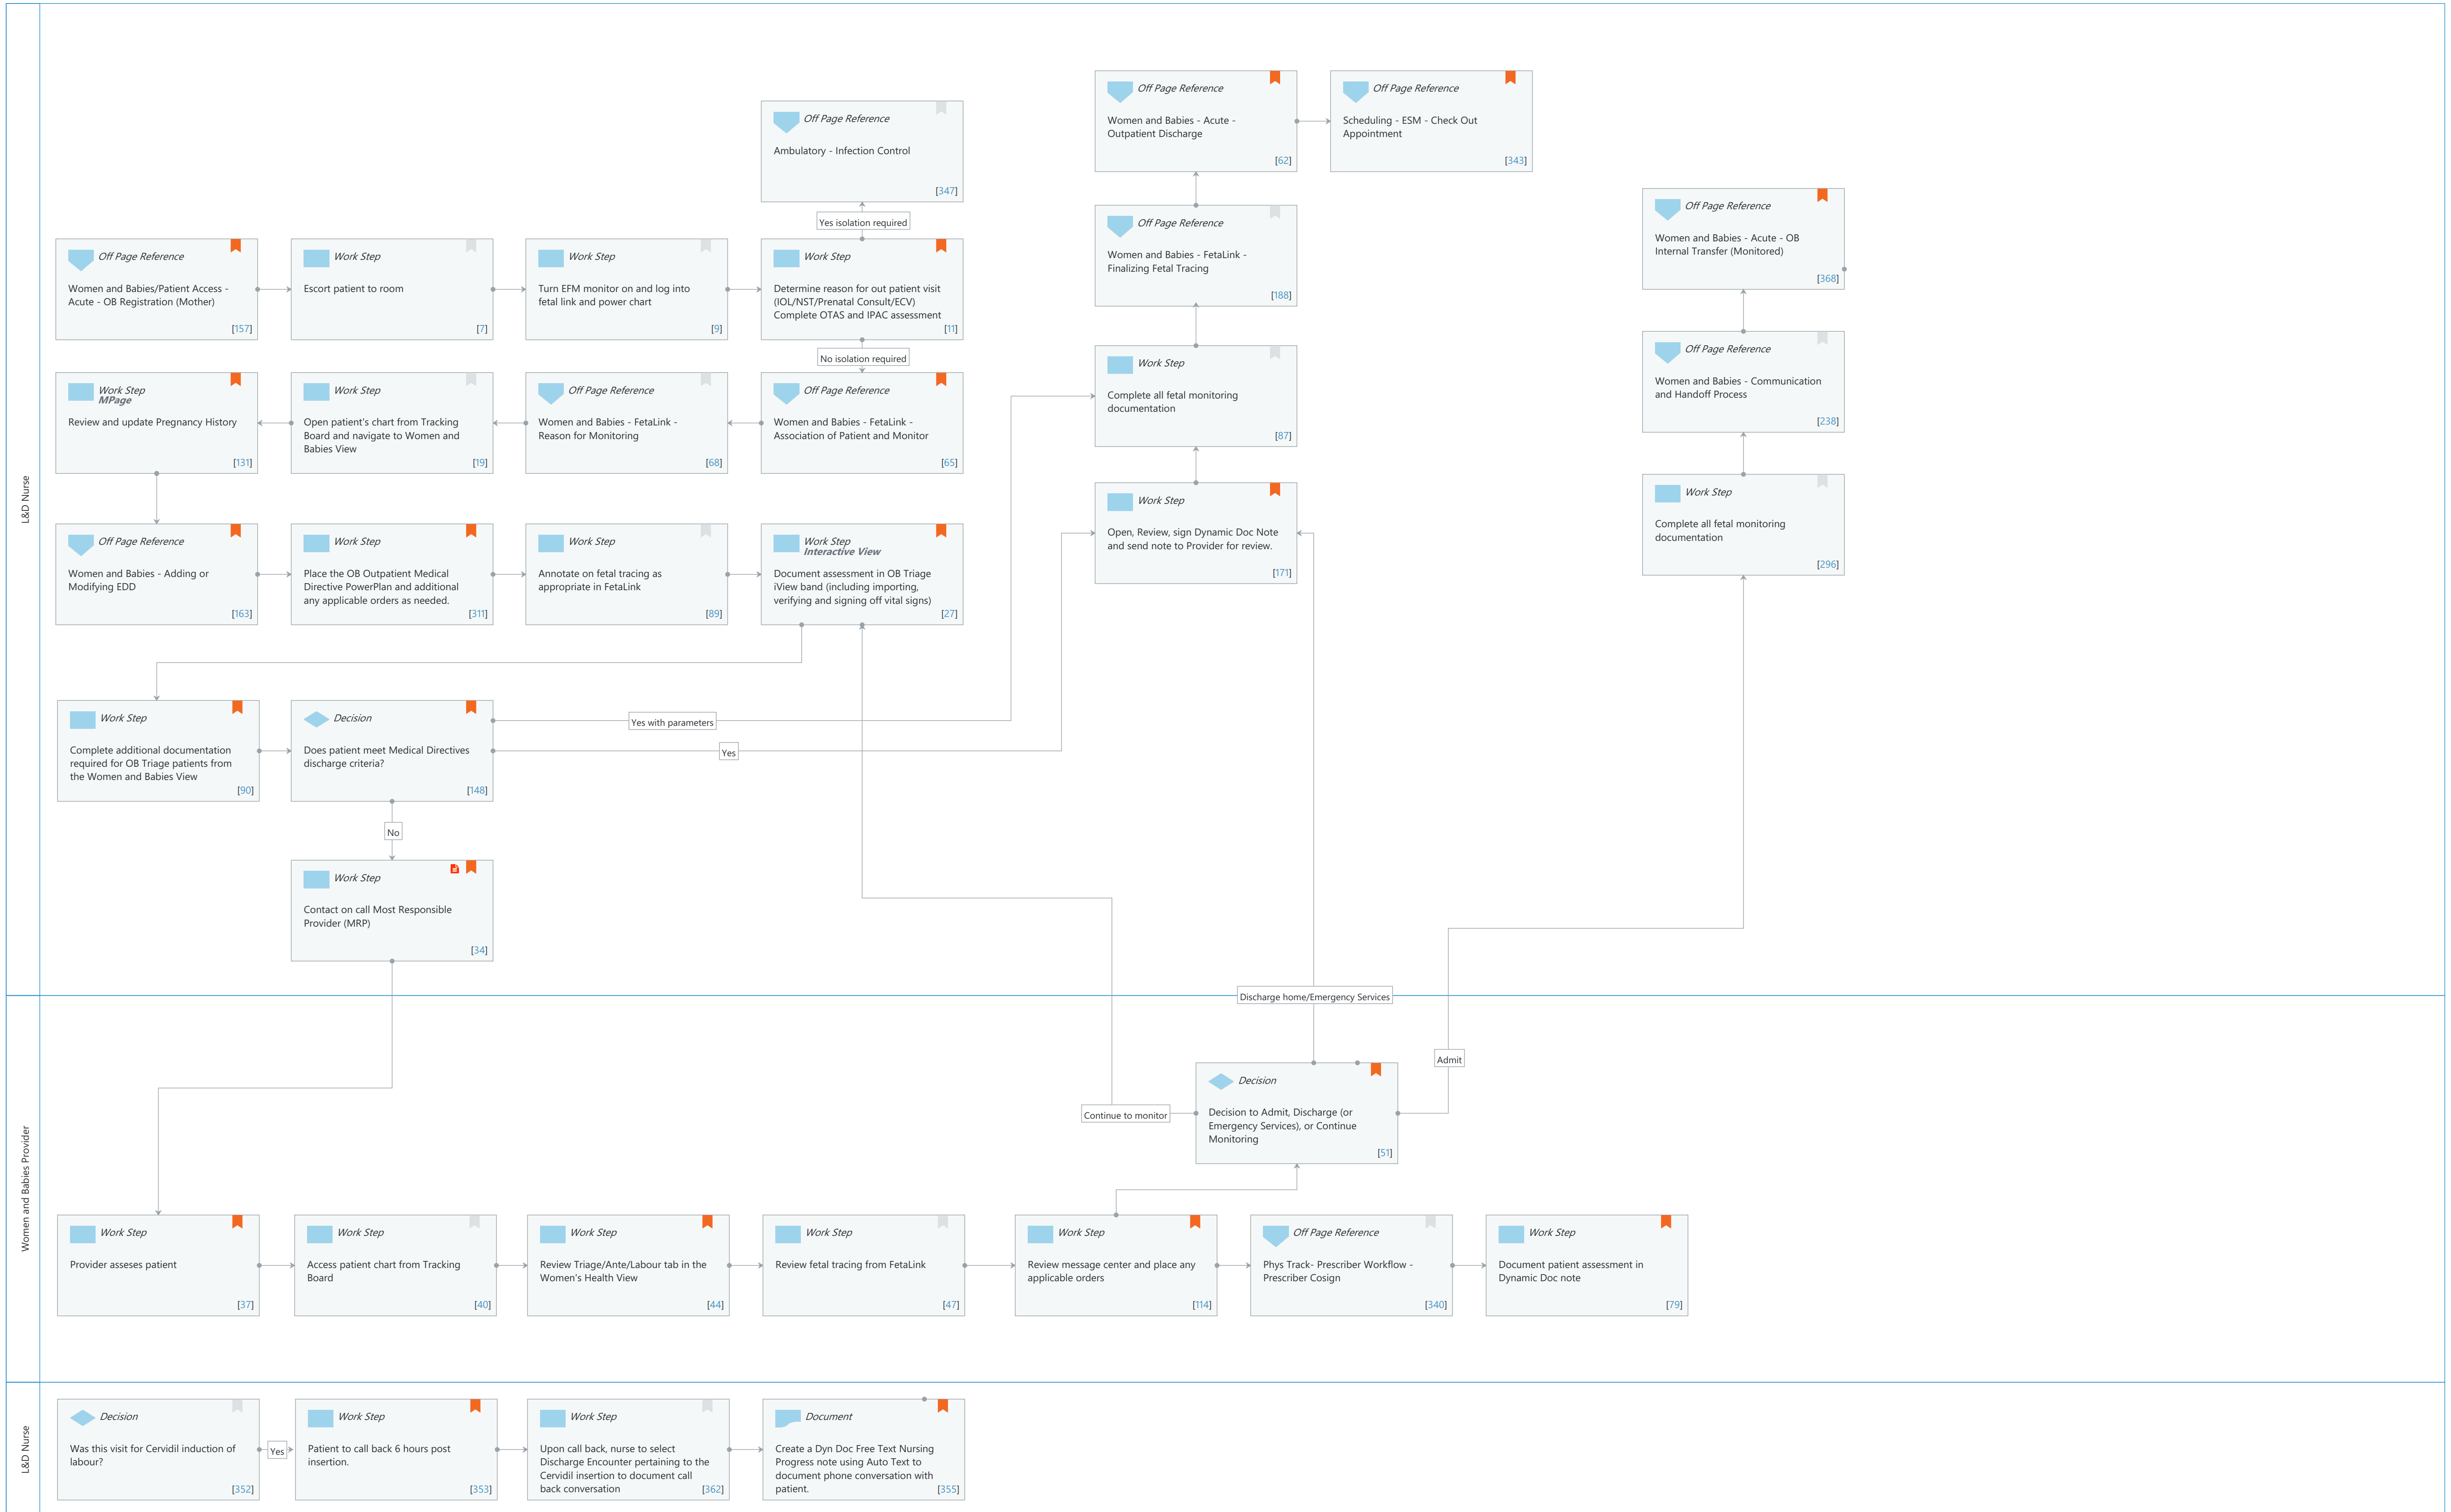 L&D Nurse
Off Page Reference
Women and Babies - Acute -
Outpatient Discharge
[62]
Off Page Reference
Scheduling - ESM - Check Out
Appointment
[343]
Off Page Reference
Ambulatory - Infection Control
[347]
Yes isolation required
Off Page Reference
Women and Babies - Acute - OB
Internal Transfer (Monitored)
[368]
Off Page Reference
Women and Babies - FetaLink -
Finalizing Fetal Tracing
[188]
Off Page Reference
Women and Babies/Patient Access -
Acute - OB Registration (Mother)
[157]
Work Step
Escort patient to room
[7]
Work Step
Turn EFM monitor on and log into
fetal link and power chart
[9]
Work Step
Determine reason for out patient visit
(IOL/NST/Prenatal Consult/ECV)
Complete OTAS and IPAC assessment
[11]
No isolation required
Off Page Reference
Women and Babies - Communication
and Handoff Process
[238]
Work Step
Complete all fetal monitoring
documentation
[87]
Work Step
MPage
Review and update Pregnancy History
[131]
Work Step
Open patient's chart from Tracking
Board and navigate to Women and
Babies View
[19]
Off Page Reference
Women and Babies - FetaLink -
Reason for Monitoring
[68]
Off Page Reference
Women and Babies - FetaLink -
Association of Patient and Monitor
[65]
Work Step
Open, Review, sign Dynamic Doc Note
and send note to Provider for review.
[171]
Work Step
Complete all fetal monitoring
documentation
[296]
Off Page Reference
Women and Babies - Adding or
Modifying EDD
[163]
Work Step
Place the OB Outpatient Medical
Directive PowerPlan and additional
any applicable orders as needed.
[311]
Work Step
Annotate on fetal tracing as
appropriate in FetaLink
[89]
Work Step
Interactive View
Document assessment in OB Triage
iView band (including importing,
verifying and signing off vital signs)
[27]
Work Step
Complete additional documentation
required for OB Triage patients from
the Women and Babies View
[90]
Decision
Does patient meet Medical Directives
discharge criteria?
[148]
Yes with parameters
Yes
No
Work Step
Contact on call Most Responsible
Provider (MRP)
[34]
Women and Babies Provider
Discharge home/Emergency Services
Admit
Continue to monitor
Decision
Decision to Admit, Discharge (or
Emergency Services), or Continue
Monitoring
[51]
Work Step
Provider asseses patient
[37]
Work Step
Access patient chart from Tracking
Board
[40]
Work Step
Review Triage/Ante/Labour tab in the
Women's Health View
[44]
Work Step
Review fetal tracing from FetaLink
[47]
Work Step
Review message center and place any
applicable orders
[114]
Off Page Reference
Phys Track- Prescriber Workflow -
Prescriber Cosign
[340]
Work Step
Document patient assessment in
Dynamic Doc note
[79]
L&D Nurse
Decision
Was this visit for Cervidil induction of
labour?
[352]
Yes
Work Step
Patient to call back 6 hours post
insertion.
[353]
Work Step
Upon call back, nurse to select
Discharge Encounter pertaining to the
Cervidil insertion to document call
back conversation
[362]
Document
Create a Dyn Doc Free Text Nursing
Progress note using Auto Text to
document phone conversation with
patient.
[355]